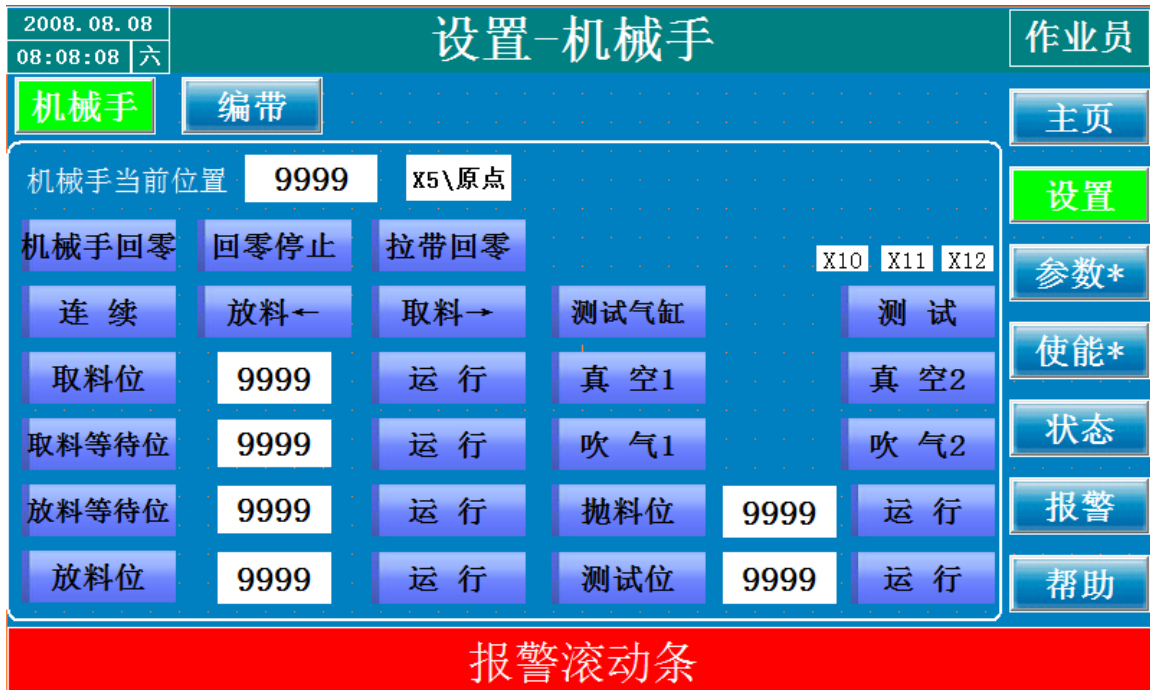 2008.08.08
08:08:08 六
设置-机械手
作业员
机械手 编带
主页
机械手当前位置 9999 X5\原点
设置
机械手回零 回零停止 拉带回零
X10 X11 X12
参数*
连 续 放料← 取料→ 测试气缸 测 试
使能*
取料位 9999 运 行 真 空1 真 空2
状态
取料等待位 9999 运 行 吹 气1 吹 气2
报警
放料等待位 9999 运 行 抛料位 9999 运 行
帮助
放料位 9999 运 行 测试位 9999 运 行
报警滚动条